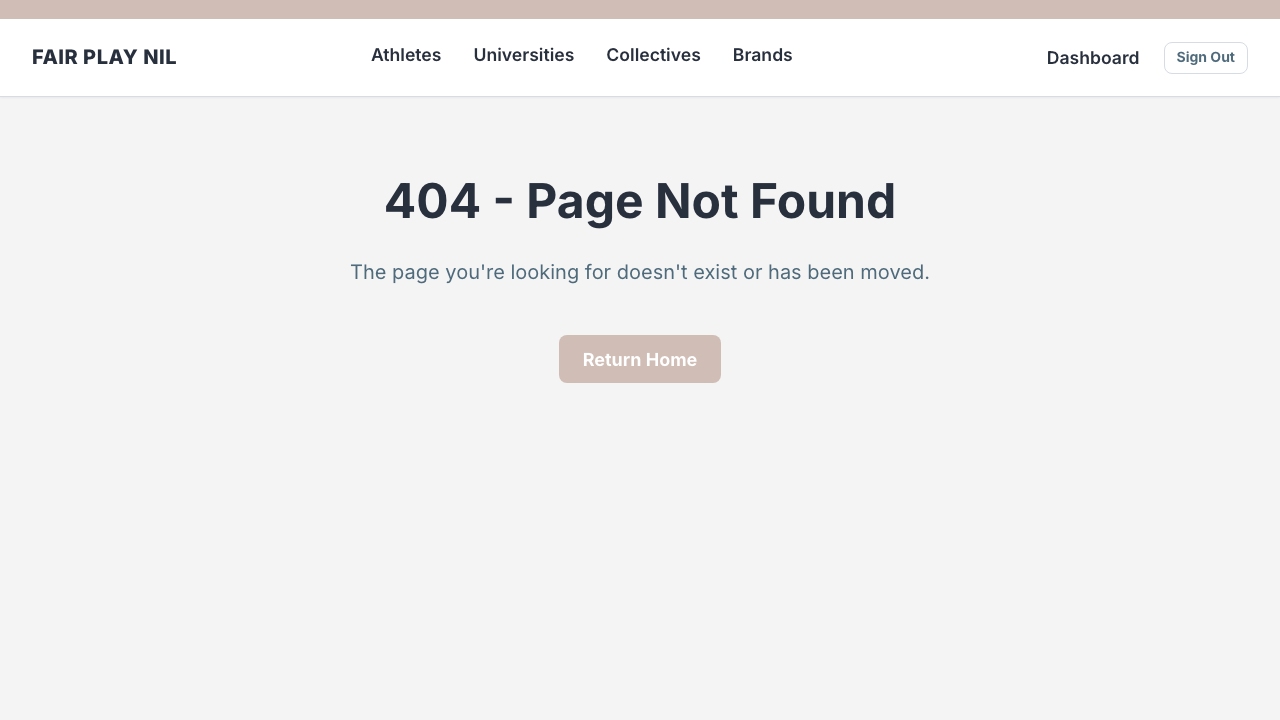 FAIR PLAY NIL
Athletes Universities Collectives Brands
Dashboard
Sign Out
404 - Page Not Found
The page you're looking for doesn't exist or has been moved.
Return Home